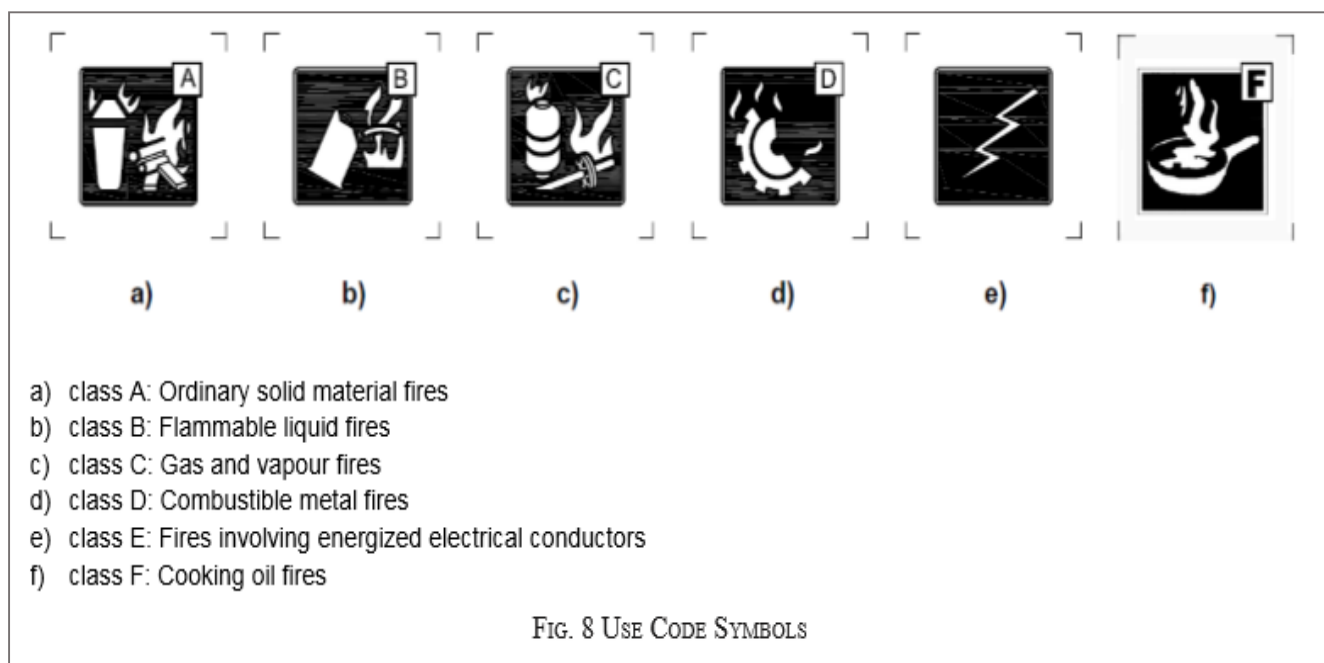 A B C D F
a) b) c) d) e) f)
a) class A: Ordinary solid material fires
b) class B: Flammable liquid fires
c) class C: Gas and vapour fires
d) class D: Combustible metal fires
e) class E: Fires involving energized electrical conductors
f) class F: Cooking oil fires
FIG. 8 USE CODE SYMBOLS